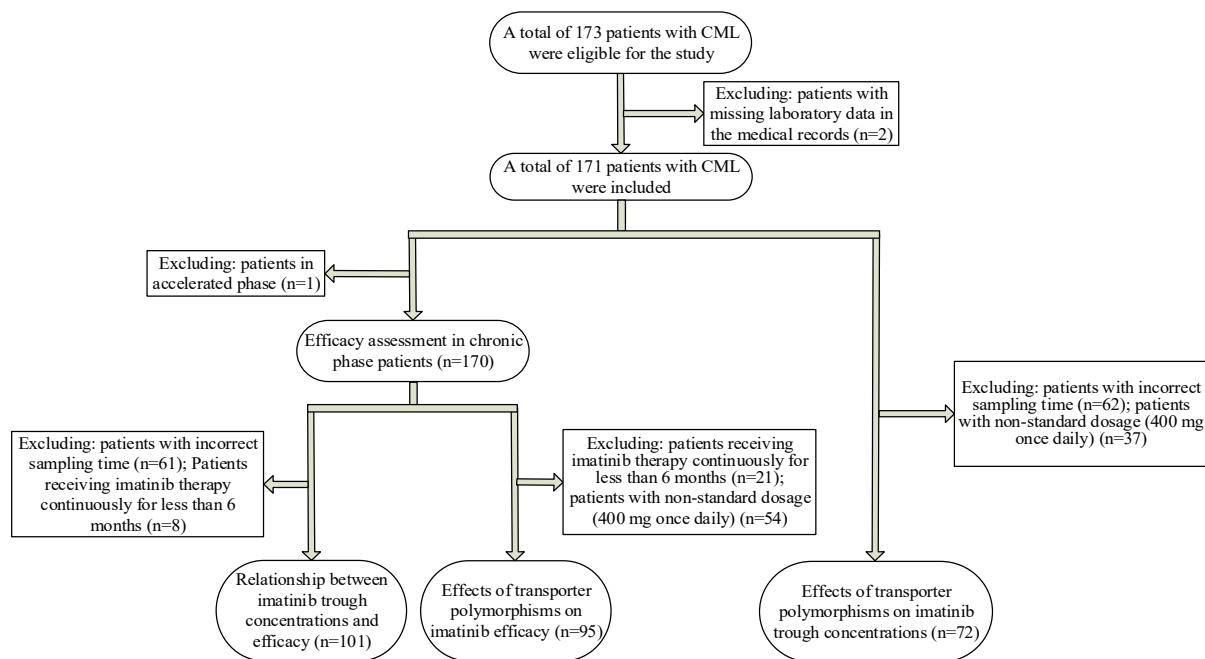 A total of 173 patients with CML
were eligible for the study
Excluding: patients with
missing laboratory data in
the medical records (n=2)
A total of 171 patients with CML
were included
Excluding: patients in
accelerated phase (n=1)
Efficacy assessment in chronic
phase patients (n=170)
Excluding: patients with incorrect
sampling time (n=62); patients
with non-standard dosage (400 mg
once daily) (n=37)
Excluding: patients with incorrect
sampling time (n=61); Patients
receiving imatinib therapy
continuously for less than 6
months (n=8)
Excluding: patients receiving
imatinib therapy continuously for
less than 6 months (n=21);
patients with non-standard dosage
(400 mg once daily) (n=54)
Relationship between
imatinib trough
concentrations and
efficacy (n=101)
Effects of transporter
polymorphisms on
imatinib efficacy (n=95)
Effects of transporter
polymorphisms on imatinib
trough concentrations (n=72)